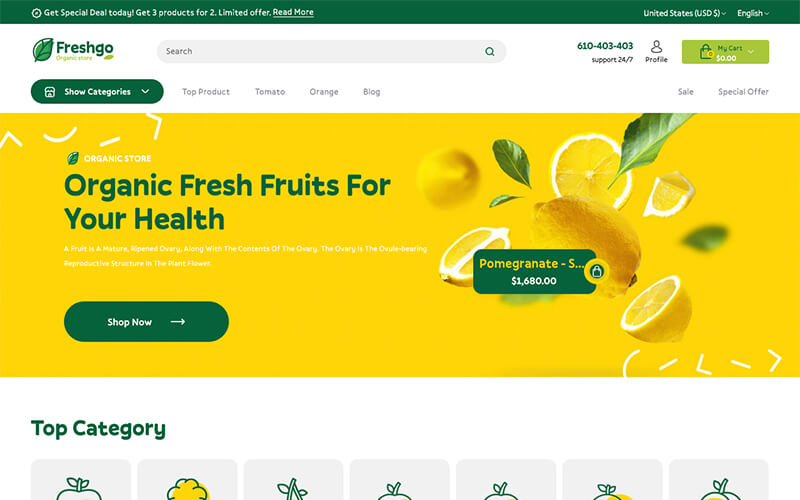 Get Special Deal today! Get 3 products for 2. Limited offer. Read More
United States (USD $)
English
Freshgo
Organic store
Search
610-403-403
support 24/7
Profile
My Cart
$0.00
Show Categories
Top Product
Tomato
Orange
Blog
Sale
Special Offer
ORGANIC STORE
Organic Fresh Fruits For
Your Health
A Fruit Is A Mature, Ripened Ovary, Along With The Contents Of The Ovary. The Ovary Is The Ovule-bearing
Reproductive Structure In The Plant Flower.
Pomegranate - S...
$1,680.00
Shop Now
Top Category